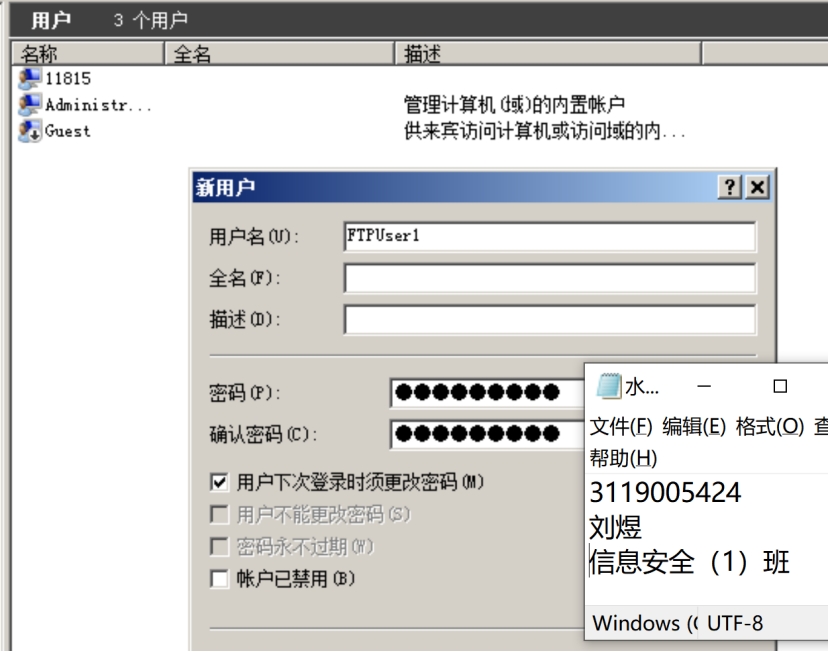 用户 3 个用户
名称 全名 描述
11815
Administr... 管理计算机(域)的内置帐户
Guest 供来宾访问计算机或访问域的内...
新用户
用户名(U): FTPUser1
全名(F):
描述(D):
密码(P): ●●●●●●●●●
确认密码(C): ●●●●●●●●●
用户下次登录时须更改密码(M)
用户不能更改密码(S)
密码永不过期(W)
帐户已禁用(B)
水...
文件(F) 编辑(E) 格式(O) 查
帮助(H)
3119005424
刘煜
信息安全（1）班
Windows (C UTF-8